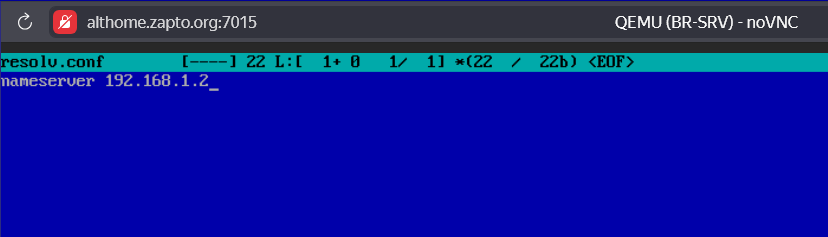 althome.zapto.org:7015 QEMU (BR-SRV) - noVNC
resolv.conf [----] 22 L:[ 1+ 0 1/ 1] *(22 / 22b) <EOF>
nameserver 192.168.1.2_